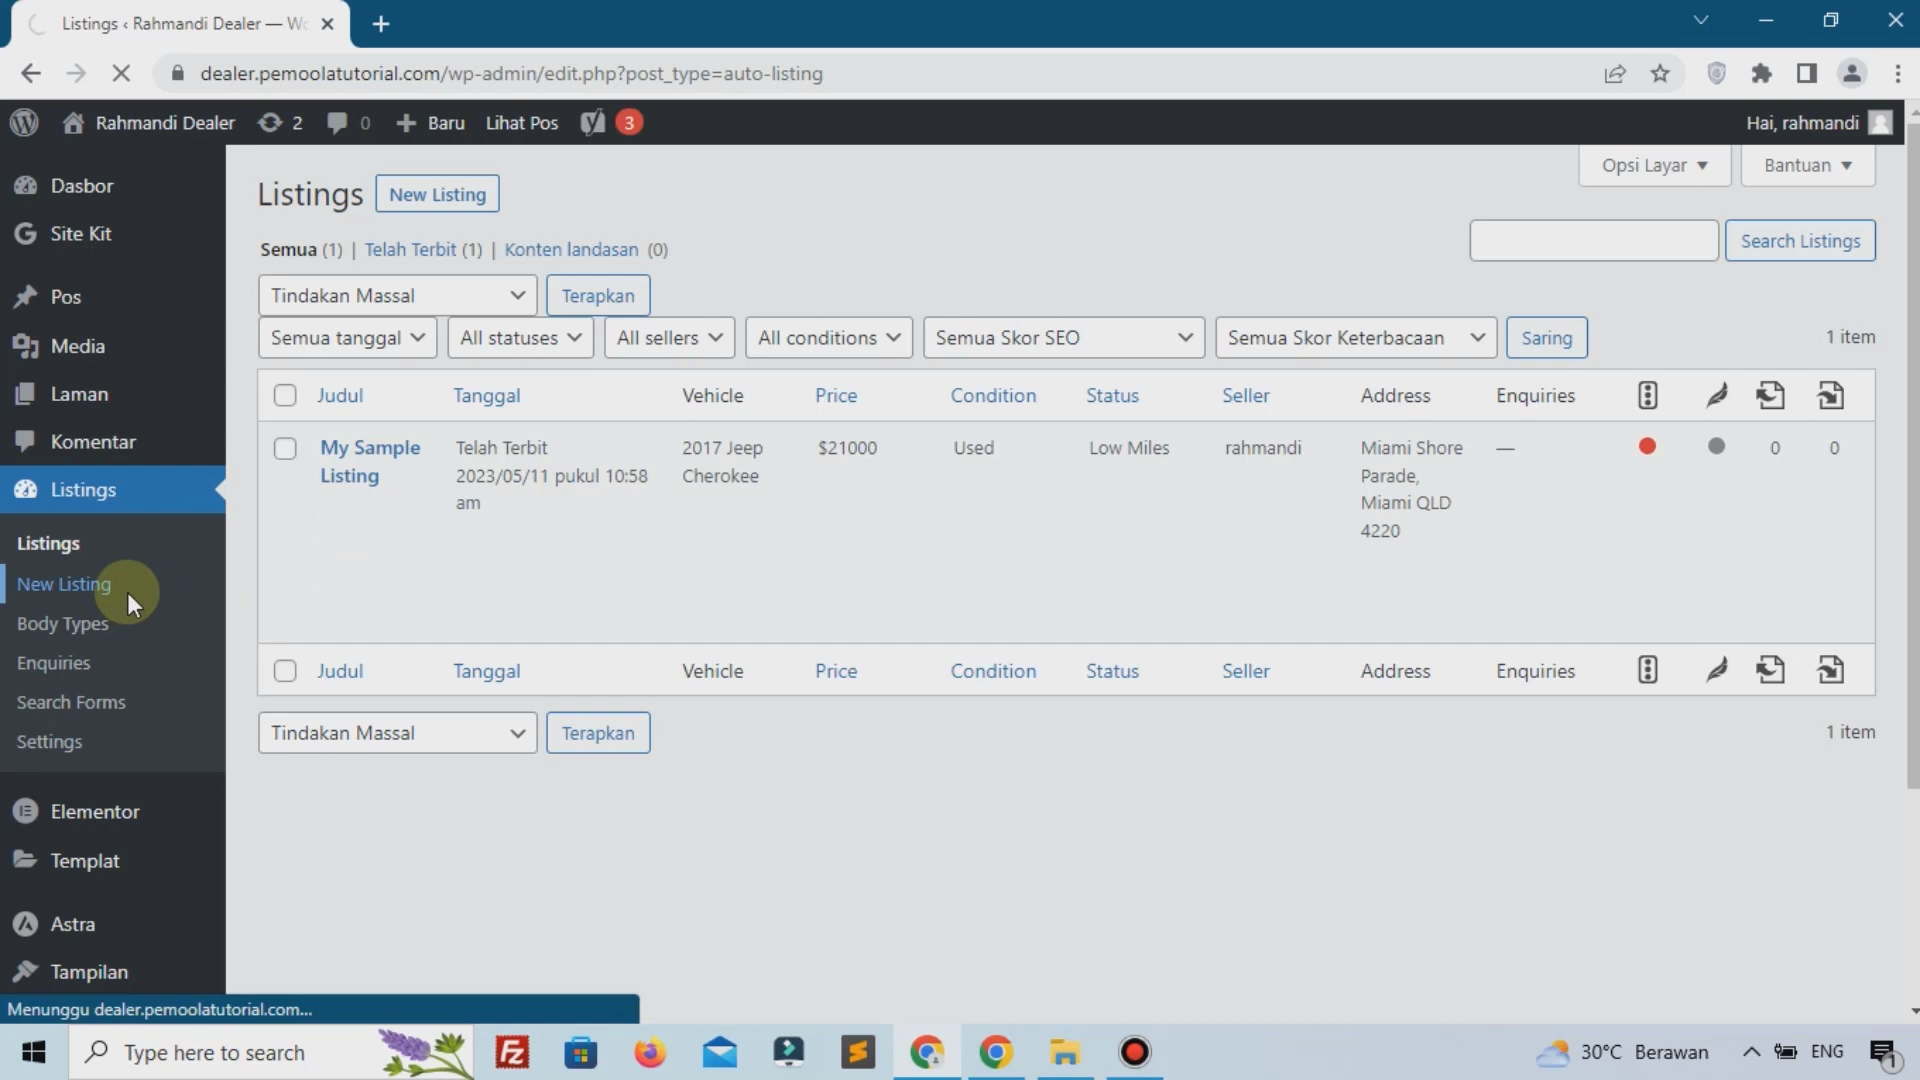 Listings ‹ Rahmandi Dealer — Wo
dealer.pemoolatutorial.com/wp-admin/edit.php?post_type=auto-listing
Rahmandi Dealer 2 0 + Baru Lihat Pos 3 Hai, rahmandi
Opsi Layar ▼ Bantuan ▼
Listings New Listing
Semua (1) | Telah Terbit (1) | Konten landasan (0)
Search Listings
Tindakan Massal Terapkan
Semua tanggal All statuses All sellers All conditions Semua Skor SEO Semua Skor Keterbacaan Saring 1 item
Judul Tanggal Vehicle Price Condition Status Seller Address Enquiries
My Sample Listing
Telah Terbit
2023/05/11 pukul 10:58
am
2017 Jeep
Cherokee
$21000
Used
Low Miles
rahmandi
Miami Shore
Parade,
Miami QLD
4220
—
0
0
Judul Tanggal Vehicle Price Condition Status Seller Address Enquiries
Tindakan Massal Terapkan 1 item
Dasbor
Site Kit
Pos
Media
Laman
Komentar
Listings
Listings
New Listing
Body Types
Enquiries
Search Forms
Settings
Elementor
Templat
Astra
Tampilan
Menunggu dealer.pemoolatutorial.com...
Type here to search
30°C Berawan ENG 1